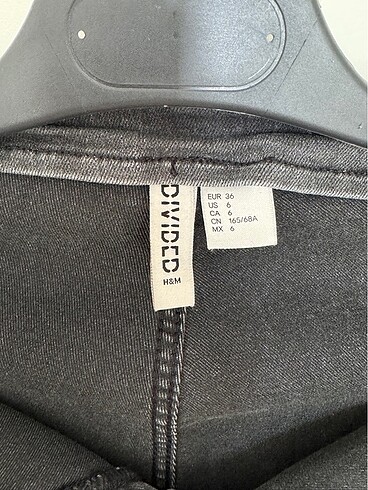 DIVIDED
H&M
EUR 36
US 6
CA 6
CN 165/68A
MX 6